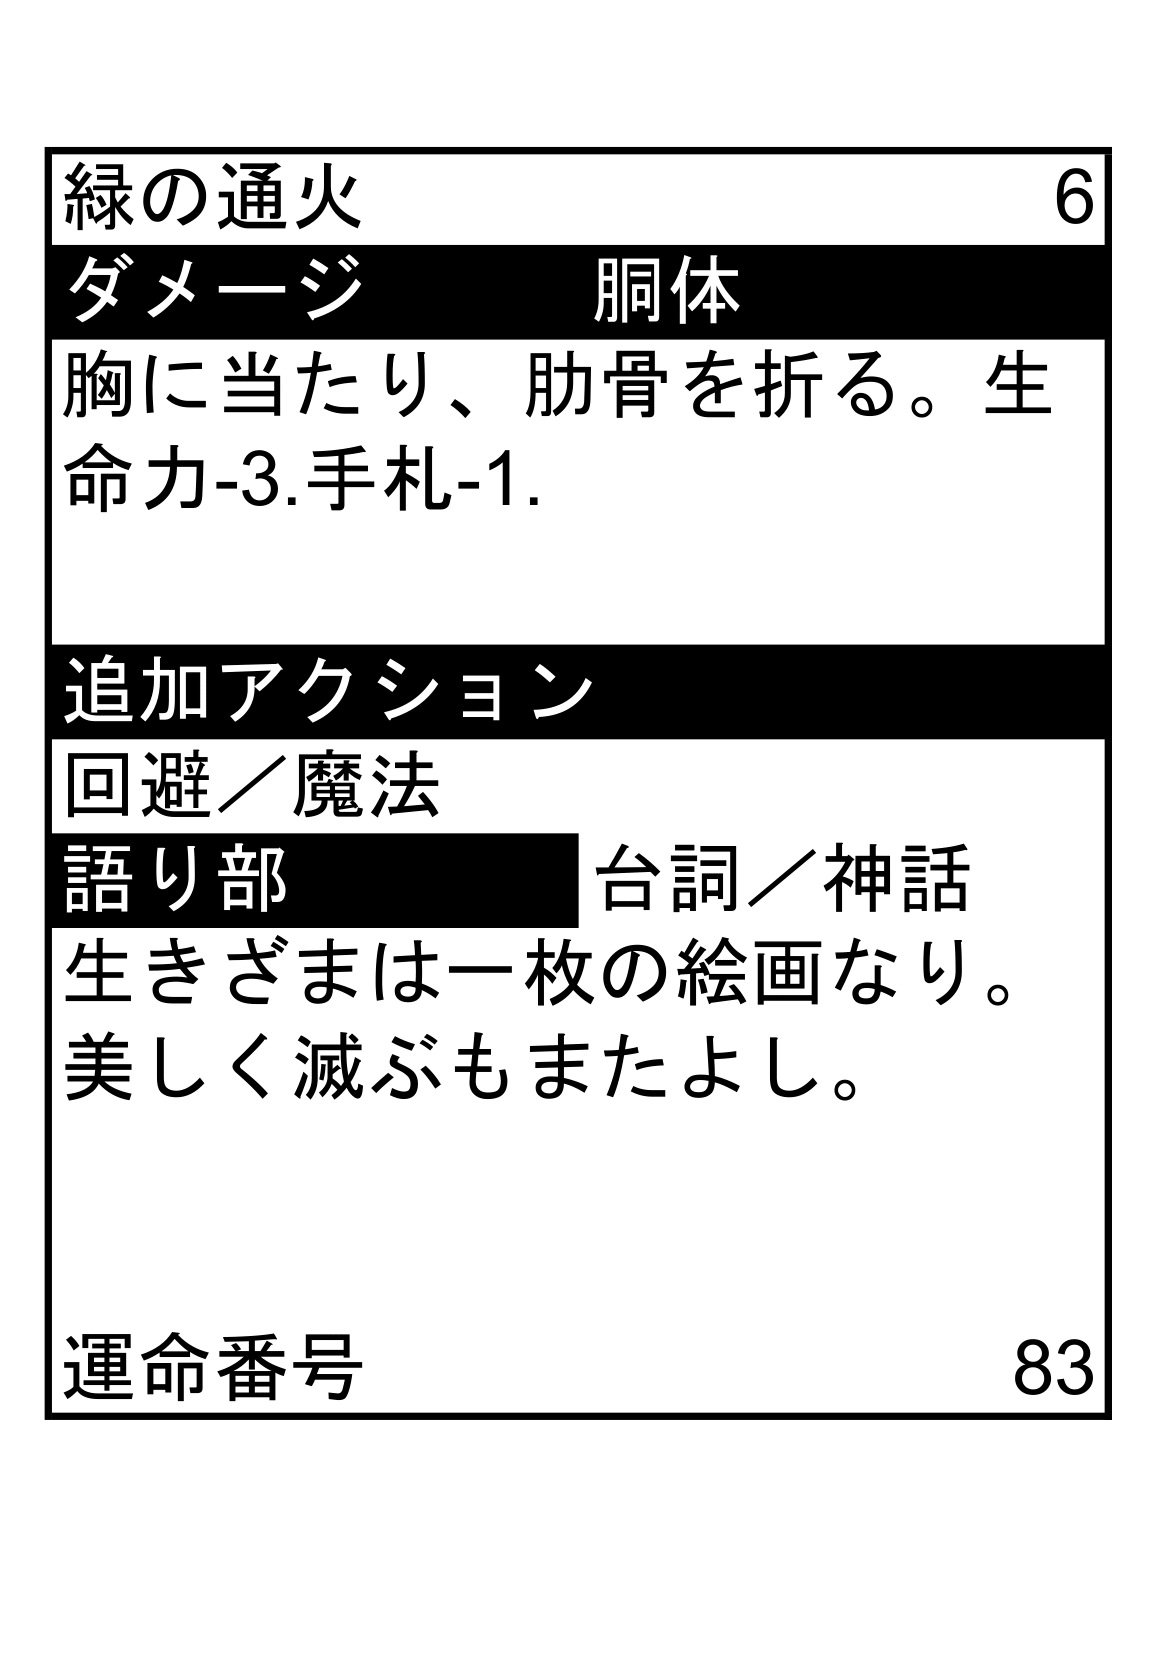 緑の通火 6
ダメージ 胴体
胸に当たり、肋骨を折る。生
命力-3.手札-1.
追加アクション
回避／魔法
語り部 台詞／神話
生きざまは一枚の絵画なり。
美しく滅ぶもまたよし。
運命番号 83